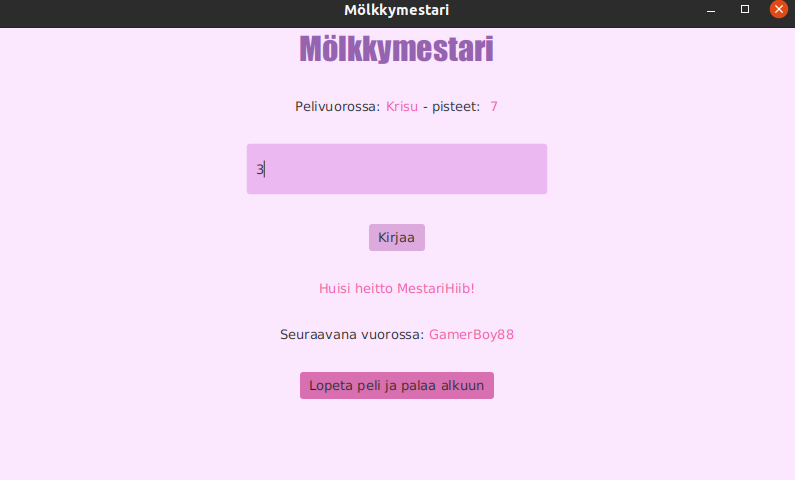 Mölkkymestari
Mölkkymestari
Pelivuorossa: Krisu - pisteet: 7
3
Kirjaa
Huisi heitto MestariHiib!
Seuraavana vuorossa: GamerBoy88
Lopeta peli ja palaa alkuun